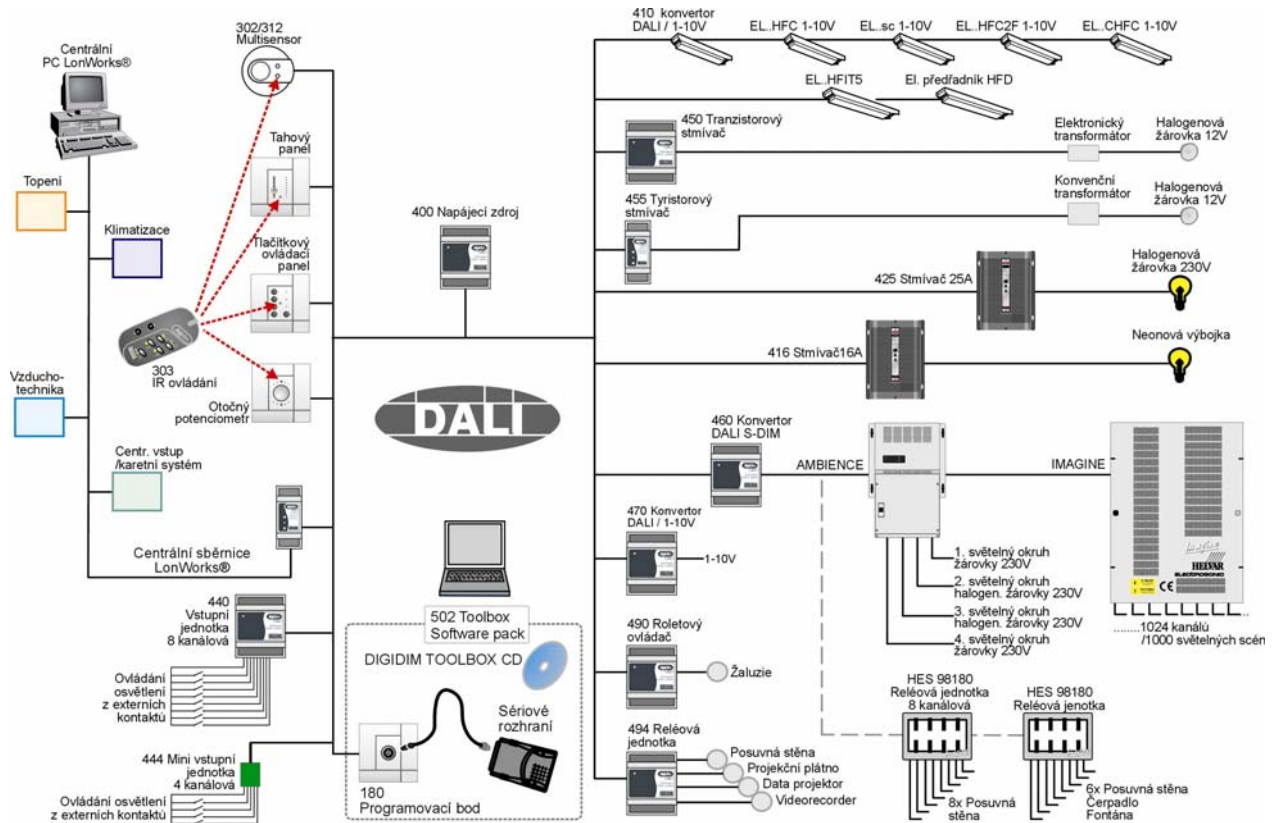 Centrální
PC LonWorks®
Topení
Klimatizace
Vzducho-
technika
Centr. vstup
/karetní systém
Centrální sběrnice
LonWorks®
302/312
Multisensor
Tahový
panel
Tlačítkový
ovládací
panel
303
IR ovládání
Otočný
potenciometr
440
Vstupní
jednotka
8 kanálová
Ovládání
osvětlení
z externích
kontaktů
444 Mini vstupní
jednotka
4 kanálová
Ovládání osvětlení
z externích kontaktů
400 Napájecí zdroj
DALI
502 Toolbox
Software pack
DIGIDIM TOOLBOX CD
Sériové
rozhraní
180
Programovací bod
410 konvertor
DALI / 1-10V
EL..HFC 1-10V
EL..sc 1-10V
EL..HFC2F 1-10V
EL..CHFC 1-10V
EL..HFIT5
El. předřadník HFD
450 Tranzistorový
stmívač
Elektronický
transformátor
Halogenová
žárovka 12V
455 Tyristorový
stmívač
Konvenční
transformátor
Halogenová
žárovka 12V
425 Stmívač 25A
Halogenová
žárovka 230V
416 Stmívač16A
Neonová výbojka
460 Konvertor
DALI S-DIM
AMBIENCE
IMAGINE
1. světelný okruh
žárovky 230V
2. světelný okruh
halogen. žárovky 230V
3. světelný okruh
halogen. žárovky 230V
4. světelný okruh
žárovky 230V
Imagine
HELVAR
ELECTROSONIC
CE
1024 kanálů
/1000 světelných scén
470 Konvertor
DALI / 1-10V
1-10V
490 Roletový
ovládač
Žaluzie
494 Reléová
jednotka
Posuvná stěna
Projekční plátno
Data projektor
Videorecorder
HES 98180
Reléová jednotka
8 kanálová
8x Posuvná
stěna
HES 98180
Reléová jenotka
6x Posuvná stěna
Čerpadlo
Fontána